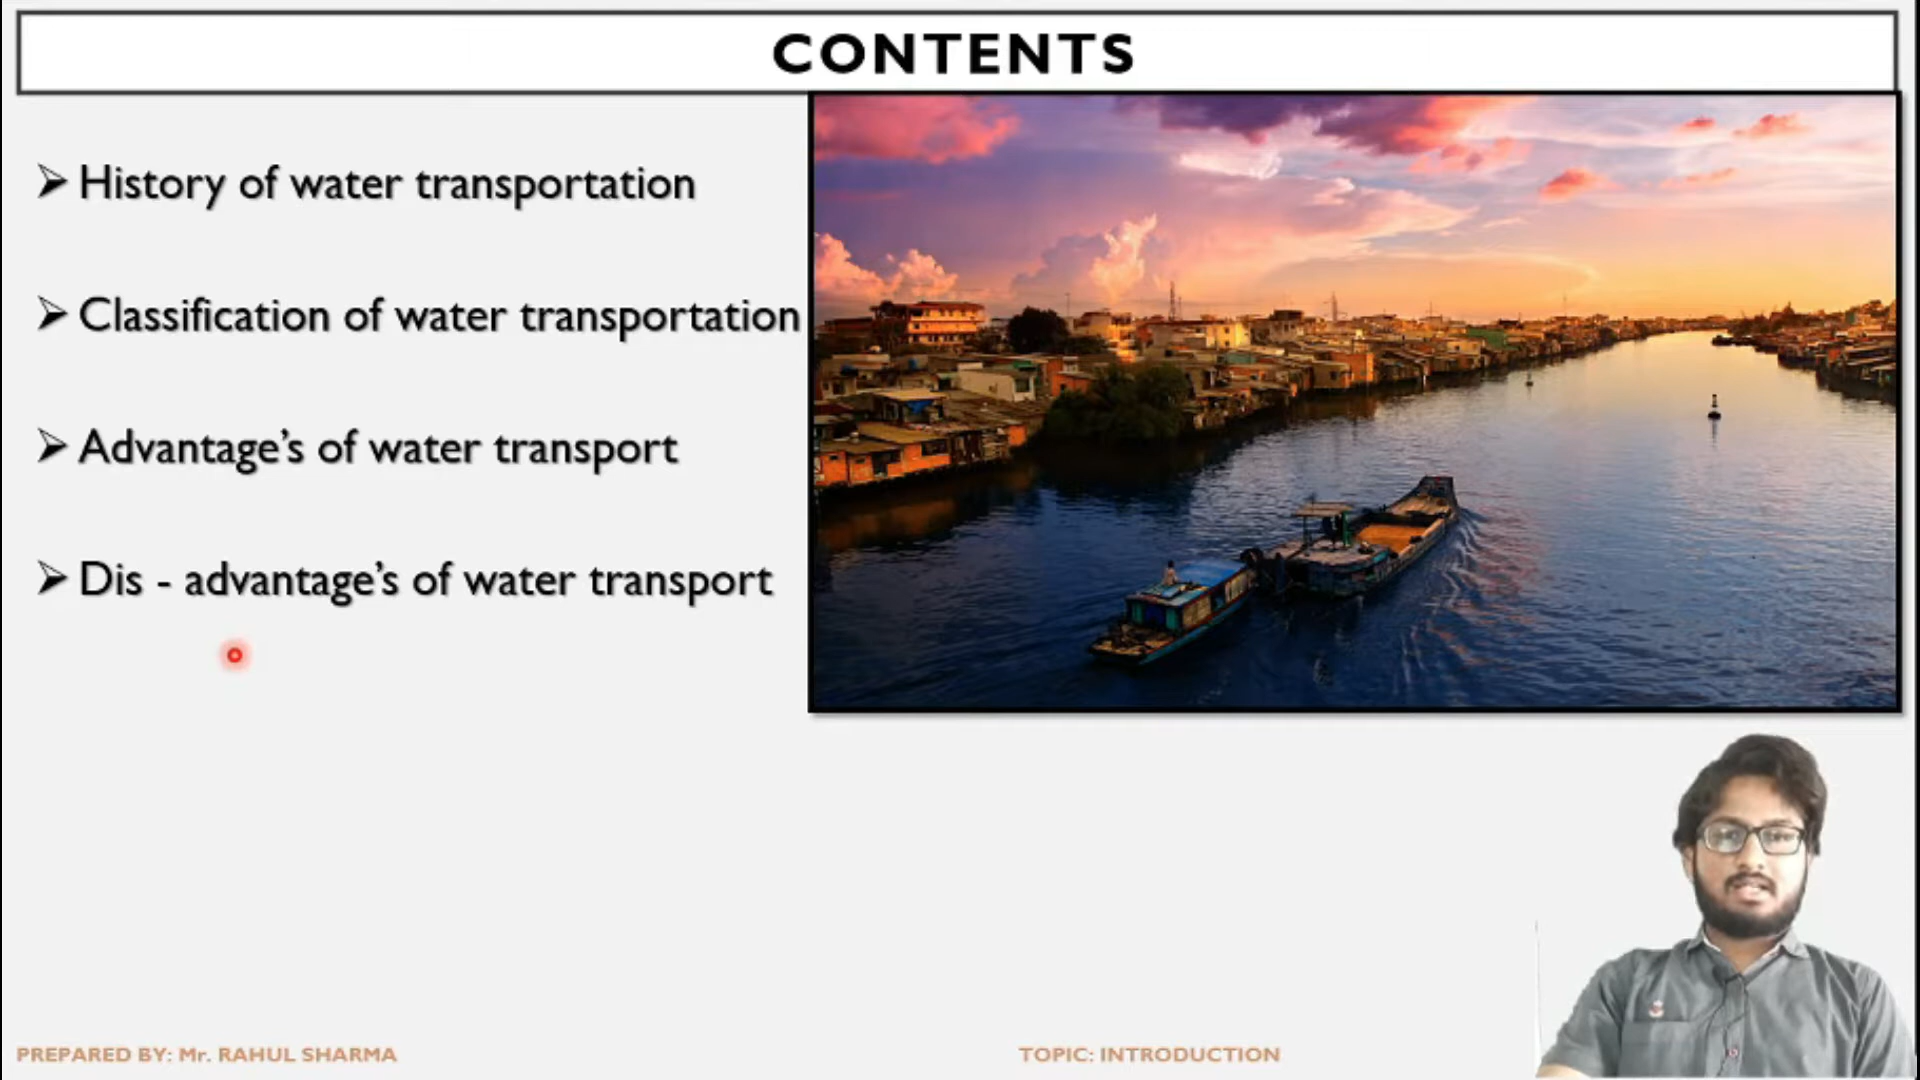 CONTENTS
History of water transportation
Classification of water transportation
Advantage’s of water transport
Dis - advantage’s of water transport
PREPARED BY: Mr. RAHUL SHARMA
TOPIC: INTRODUCTION